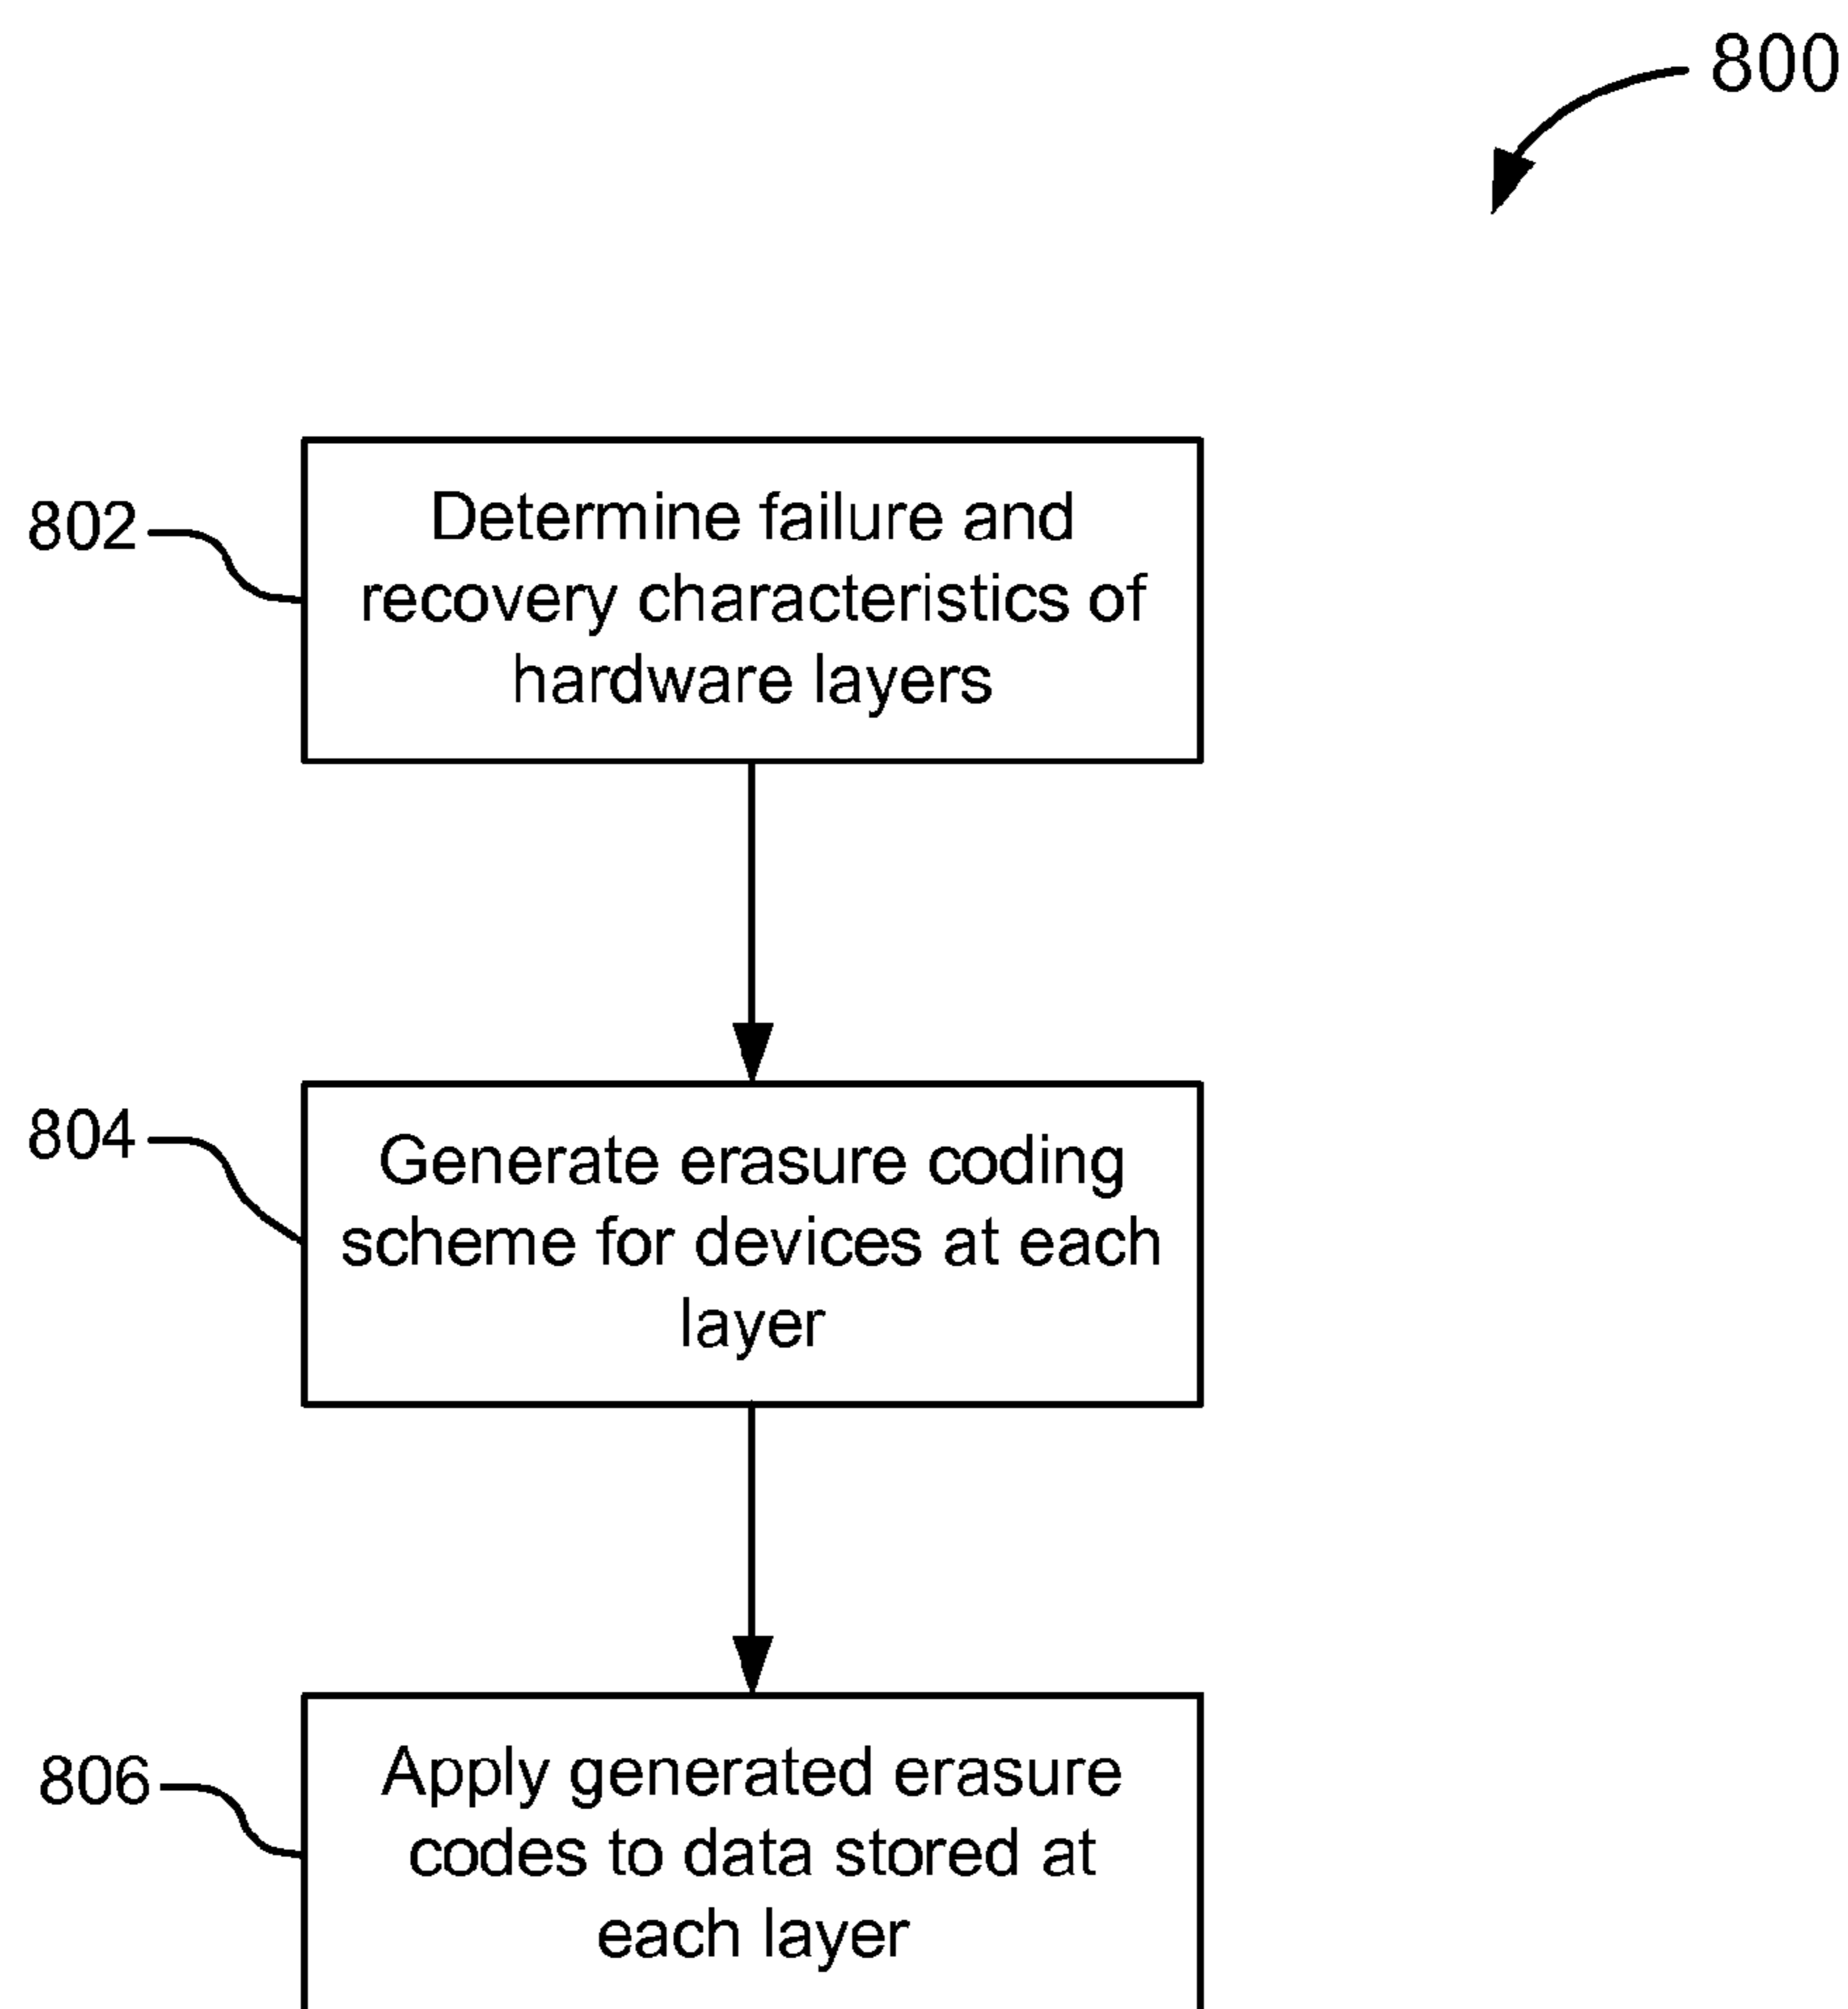 800
802
Determine failure and
recovery characteristics of
hardware layers
804
Generate erasure coding
scheme for devices at each
layer
806
Apply generated erasure
codes to data stored at
each layer